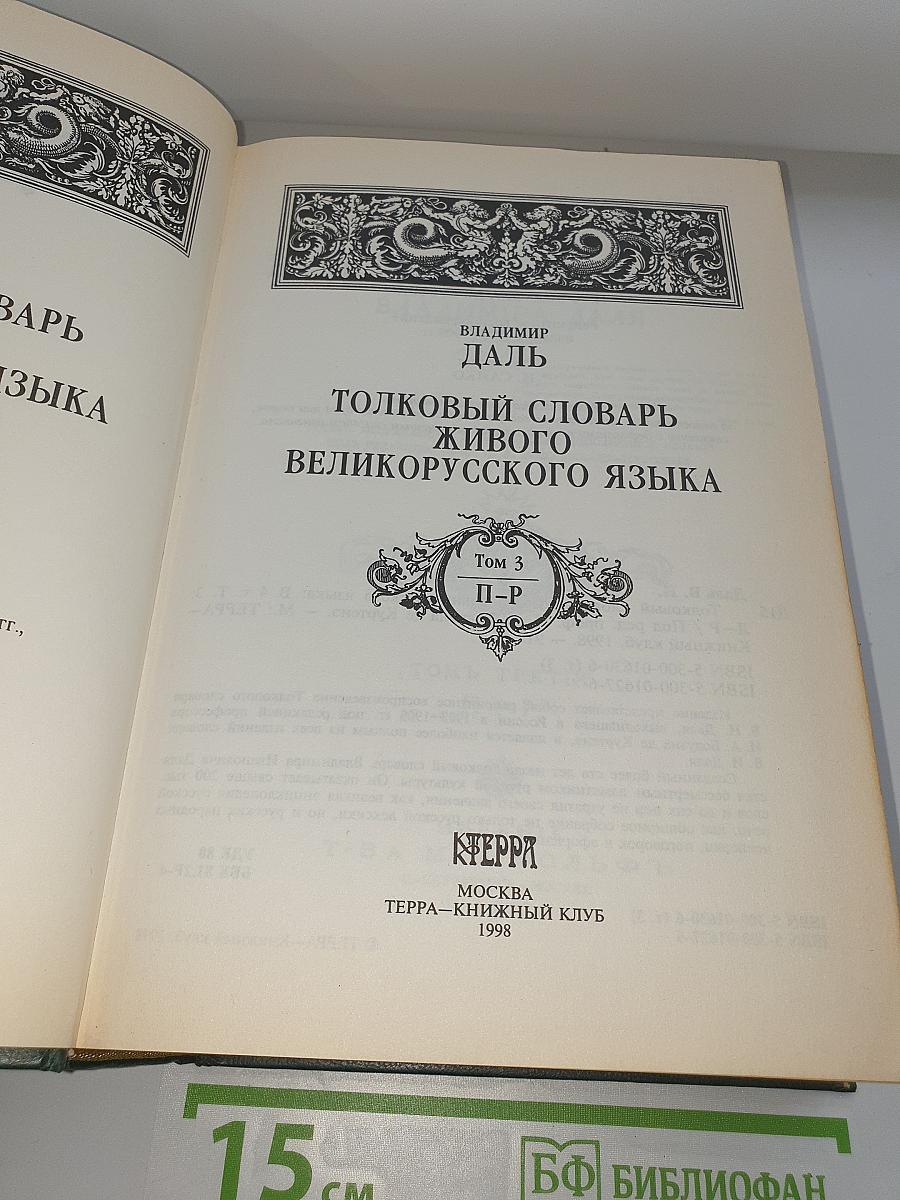 ВАРЬ
ЯЗЫКА
гг.,
ВЛАДИМИР
ДАЛЬ
ТОЛКОВЫЙ СЛОВАРЬ
ЖИВОГО
ВЕЛИКОРУССКОГО ЯЗЫКА
Том 3
П–Р
ТЕРРА
МОСКВА
ТЕРРА—КНИЖНЫЙ КЛУБ
1998
15 см
БФ БИБЛИОФАН